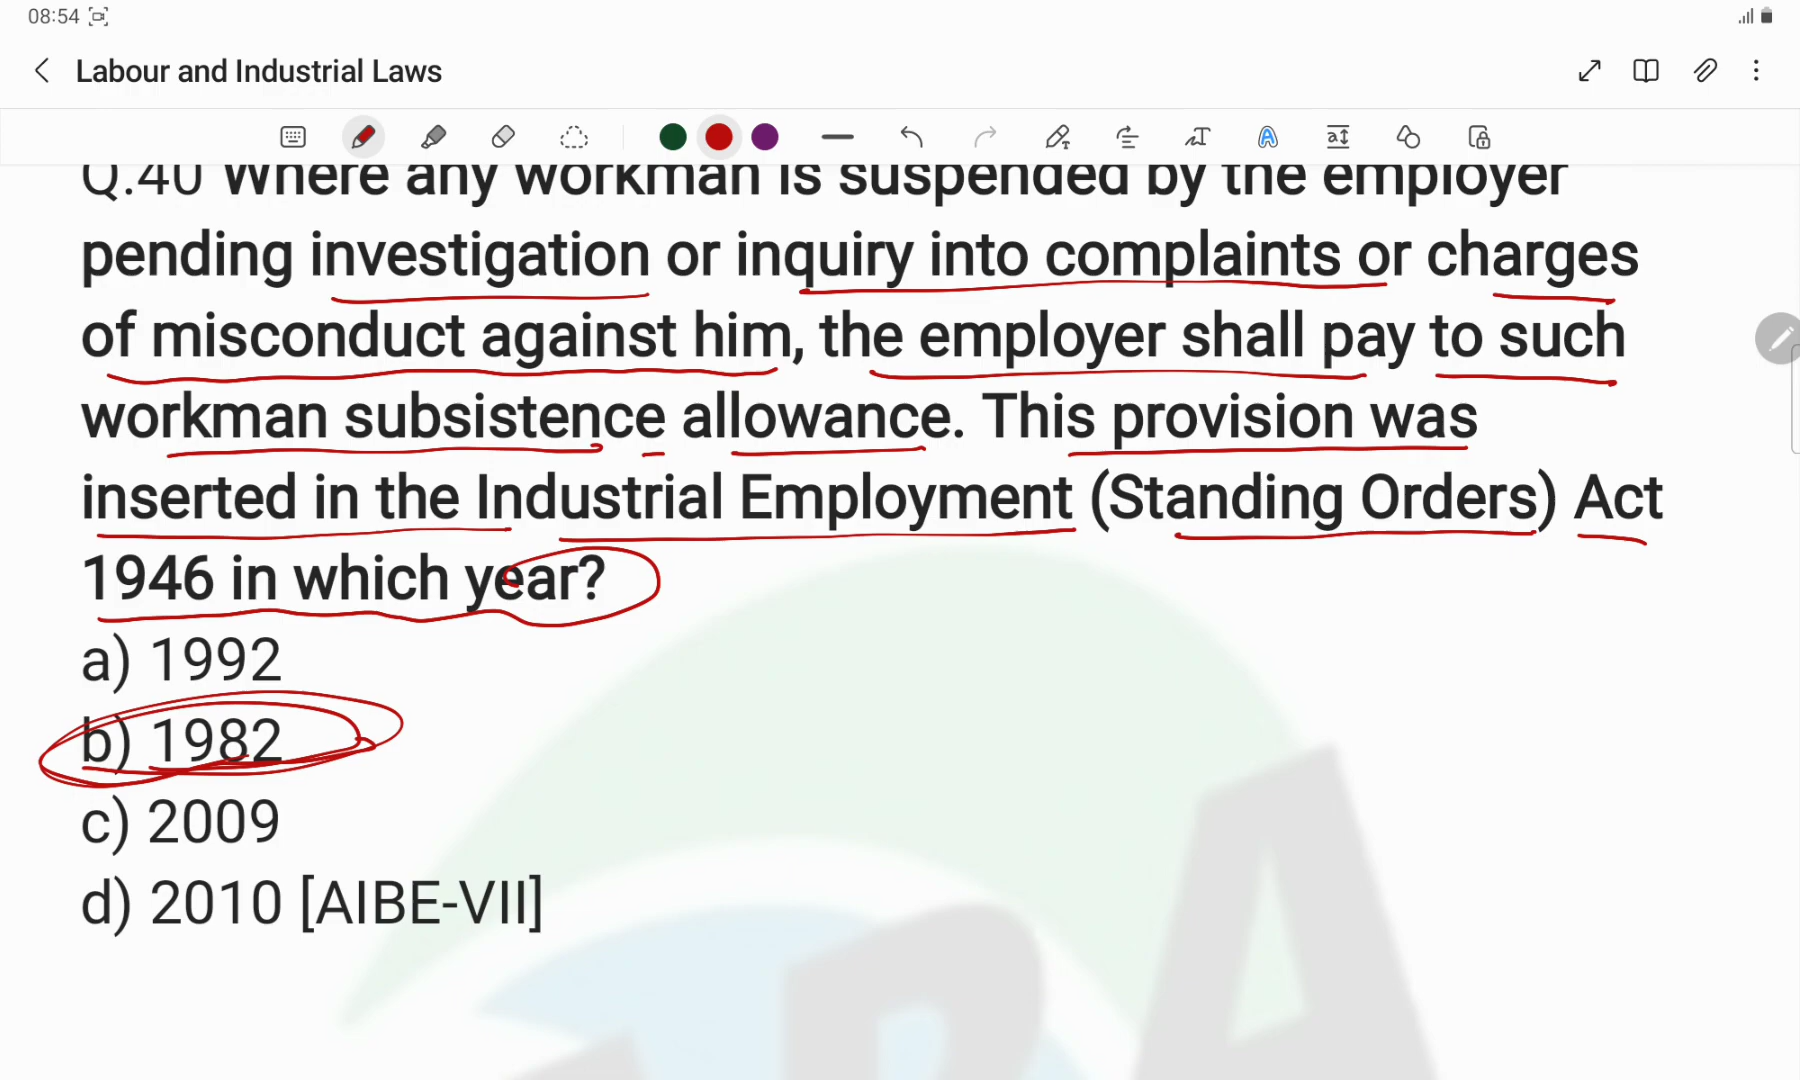 08:54
Labour and Industrial Laws
Q.40 Where any workman is suspended by the employer
pending investigation or inquiry into complaints or charges
of misconduct against him, the employer shall pay to such
workman subsistence allowance. This provision was
inserted in the Industrial Employment (Standing Orders) Act
1946 in which year?
a) 1992
b) 1982
c) 2009
d) 2010 [AIBE-VII]